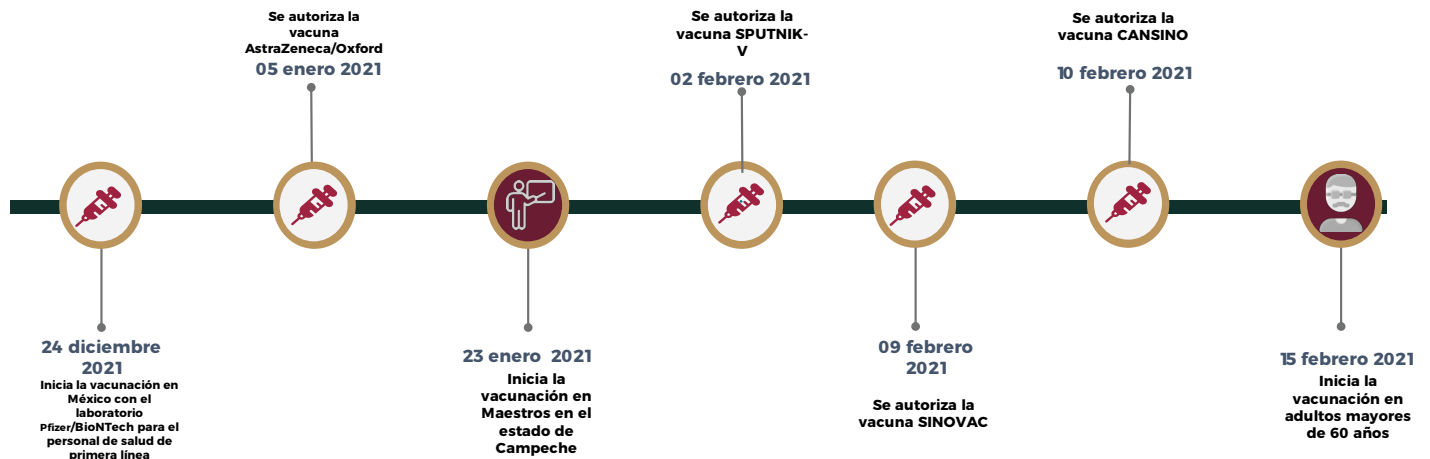 24 diciembre
2021
Inicia la vacunación en
México con el
laboratorio
Pfizer/BioNTech para el
personal de salud de
primera línea
Se autoriza la
vacuna
AstraZeneca/Oxford
05 enero 2021
23 enero 2021
Inicia la
vacunación en
Maestros en el
estado de
Campeche
Se autoriza la
vacuna SPUTNIK-
V
02 febrero 2021
09 febrero
2021
Se autoriza la
vacuna SINOVAC
Se autoriza la
vacuna CANSINO
10 febrero 2021
15 febrero 2021
Inicia la
vacunación en
adultos mayores
de 60 años